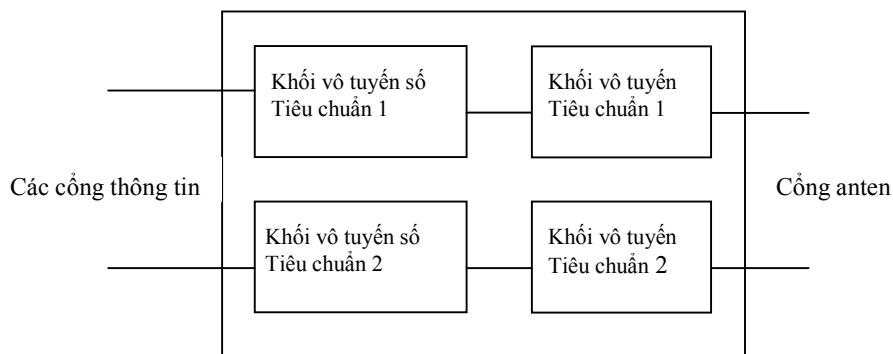 Khối vô tuyến số
Tiêu chuẩn 1
Khối vô tuyến
Tiêu chuẩn 1
Các cổng thông tin
Cổng anten
Khối vô tuyến số
Tiêu chuẩn 2
Khối vô tuyến
Tiêu chuẩn 2